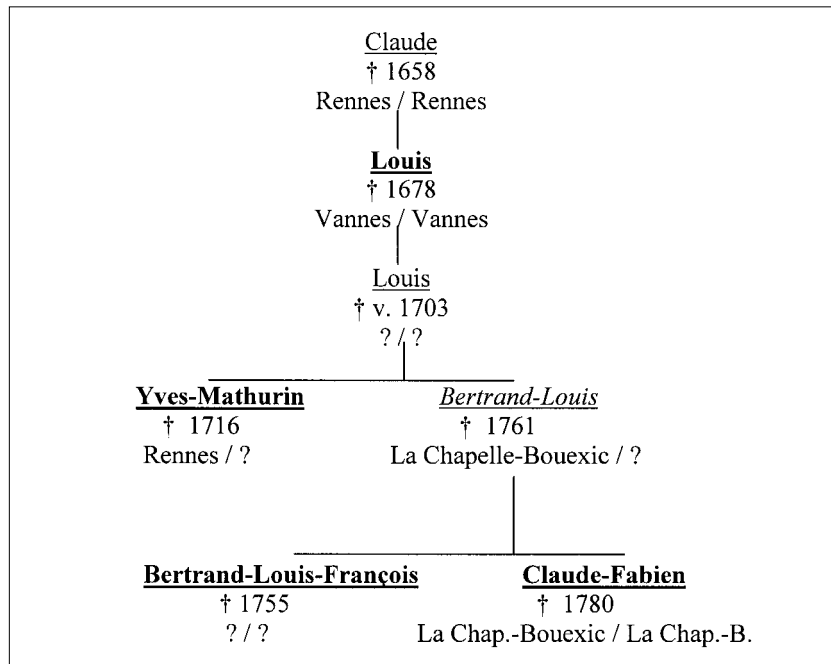 Claude
† 1658
Rennes / Rennes
Louis
† 1678
Vannes / Vannes
Louis
† v. 1703
? / ?
Yves-Mathurin
† 1716
Rennes / ?
Bertrand-Louis
† 1761
La Chapelle-Bouexic / ?
Bertrand-Louis-François
† 1755
? / ?
Claude-Fabien
† 1780
La Chap.-Bouexic / La Chap.-B.